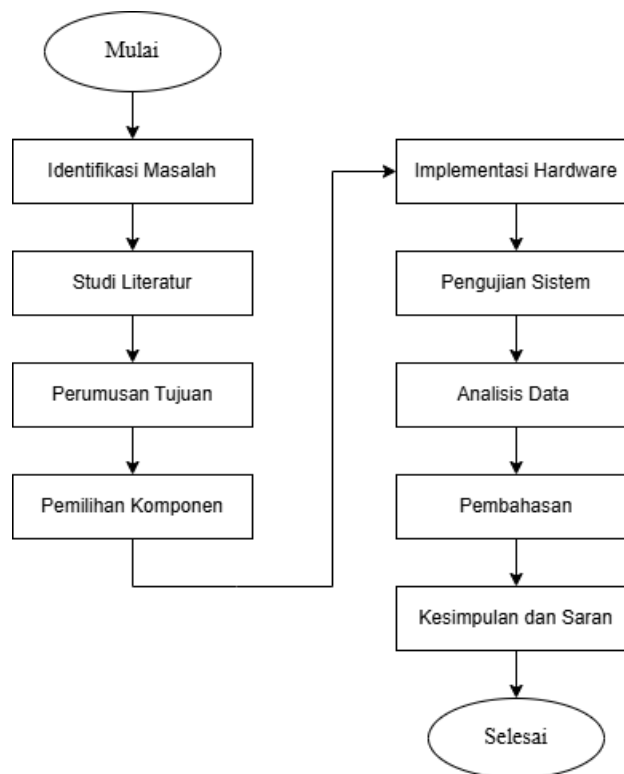 Mulai
Identifikasi Masalah
Studi Literatur
Perumusan Tujuan
Pemilihan Komponen
Implementasi Hardware
Pengujian Sistem
Analisis Data
Pembahasan
Kesimpulan dan Saran
Selesai